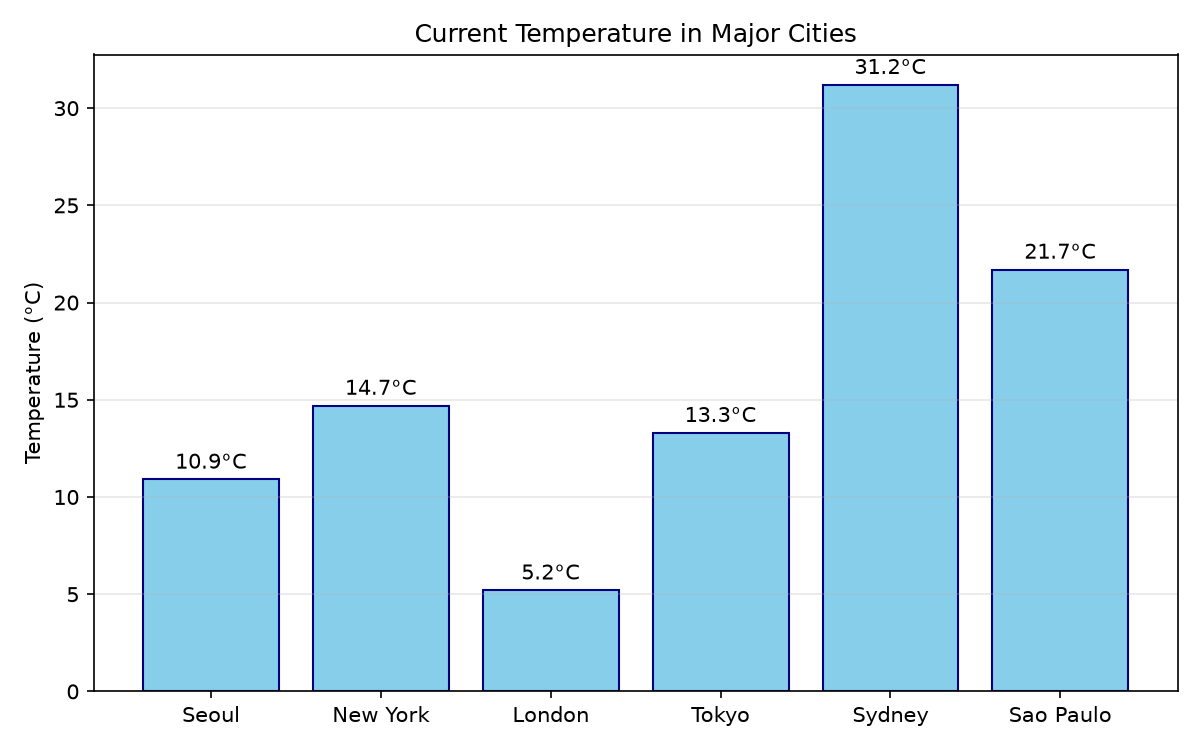 Current Temperature in Major Cities
Temperature (°C)
30
25
20
15
10
5
0
10.9°C
14.7°C
5.2°C
13.3°C
31.2°C
21.7°C
Seoul
New York
London
Tokyo
Sydney
Sao Paulo